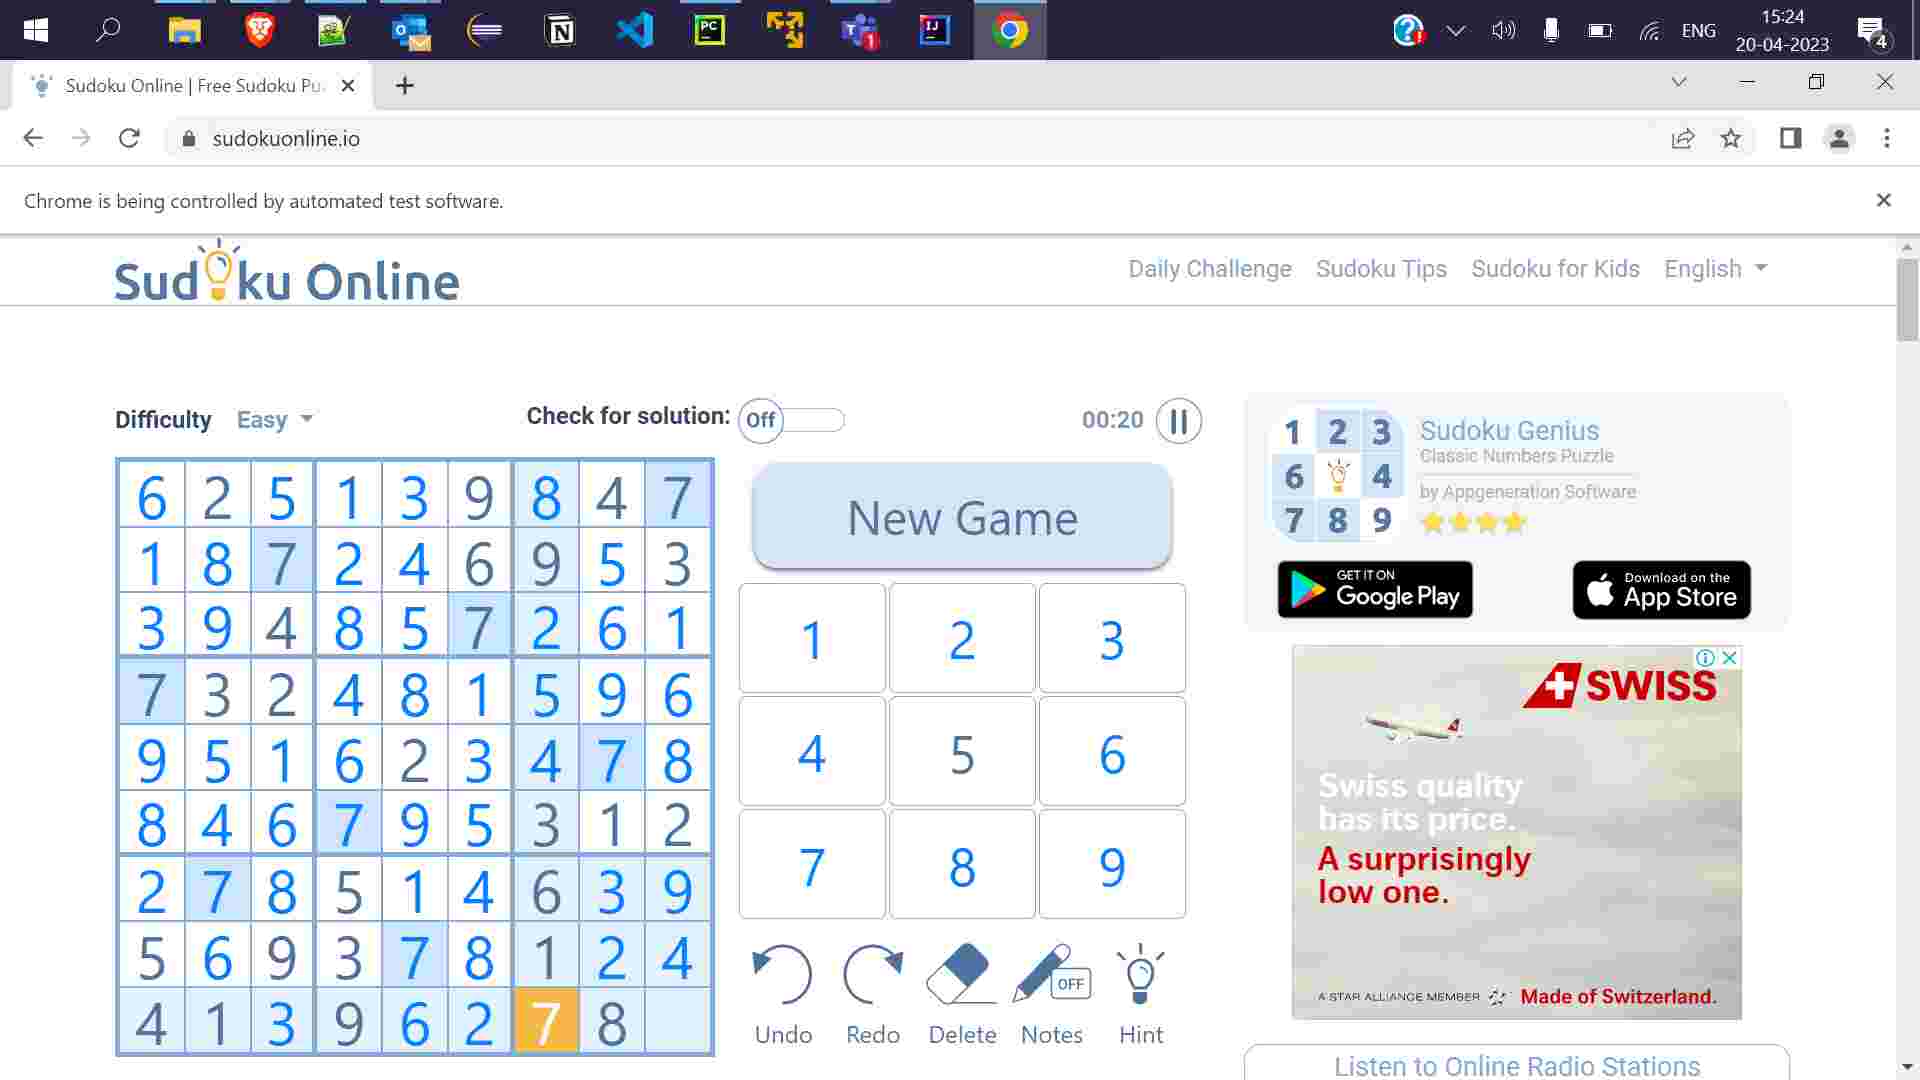 ENG
15:24
20-04-2023
4
Sudoku Online | Free Sudoku Pu
sudokuonline.io
Chrome is being controlled by automated test software.
Sudoku Online
Daily Challenge Sudoku Tips Sudoku for Kids English
Difficulty Easy
Check for solution: Off
00:20
6 2 5 1 3 9 8 4 7
1 8 7 2 4 6 9 5 3
3 9 4 8 5 7 2 6 1
7 3 2 4 8 1 5 9 6
9 5 1 6 2 3 4 7 8
8 4 6 7 9 5 3 1 2
2 7 8 5 1 4 6 3 9
5 6 9 3 7 8 1 2 4
4 1 3 9 6 2 7 8
New Game
1 2 3
4 5 6
7 8 9
OFF
Undo Redo Delete Notes Hint
1 2 3
6 4
7 8 9
Sudoku Genius
Classic Numbers Puzzle
by Appgeneration Software
GET IT ON
Google Play
Download on the
App Store
SWISS
Swiss quality
has its price.
A surprisingly
low one.
A STAR ALLIANCE MEMBER
Made of Switzerland.
Listen to Online Radio Stations